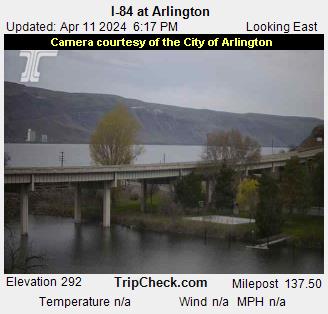 I-84 at Arlington
Updated: Apr 11 2024 6:17 PM Looking East
Camera courtesy of the City of Arlington
Elevation 292 TripCheck.com Milepost 137.50
Temperature n/a Wind n/a MPH n/a